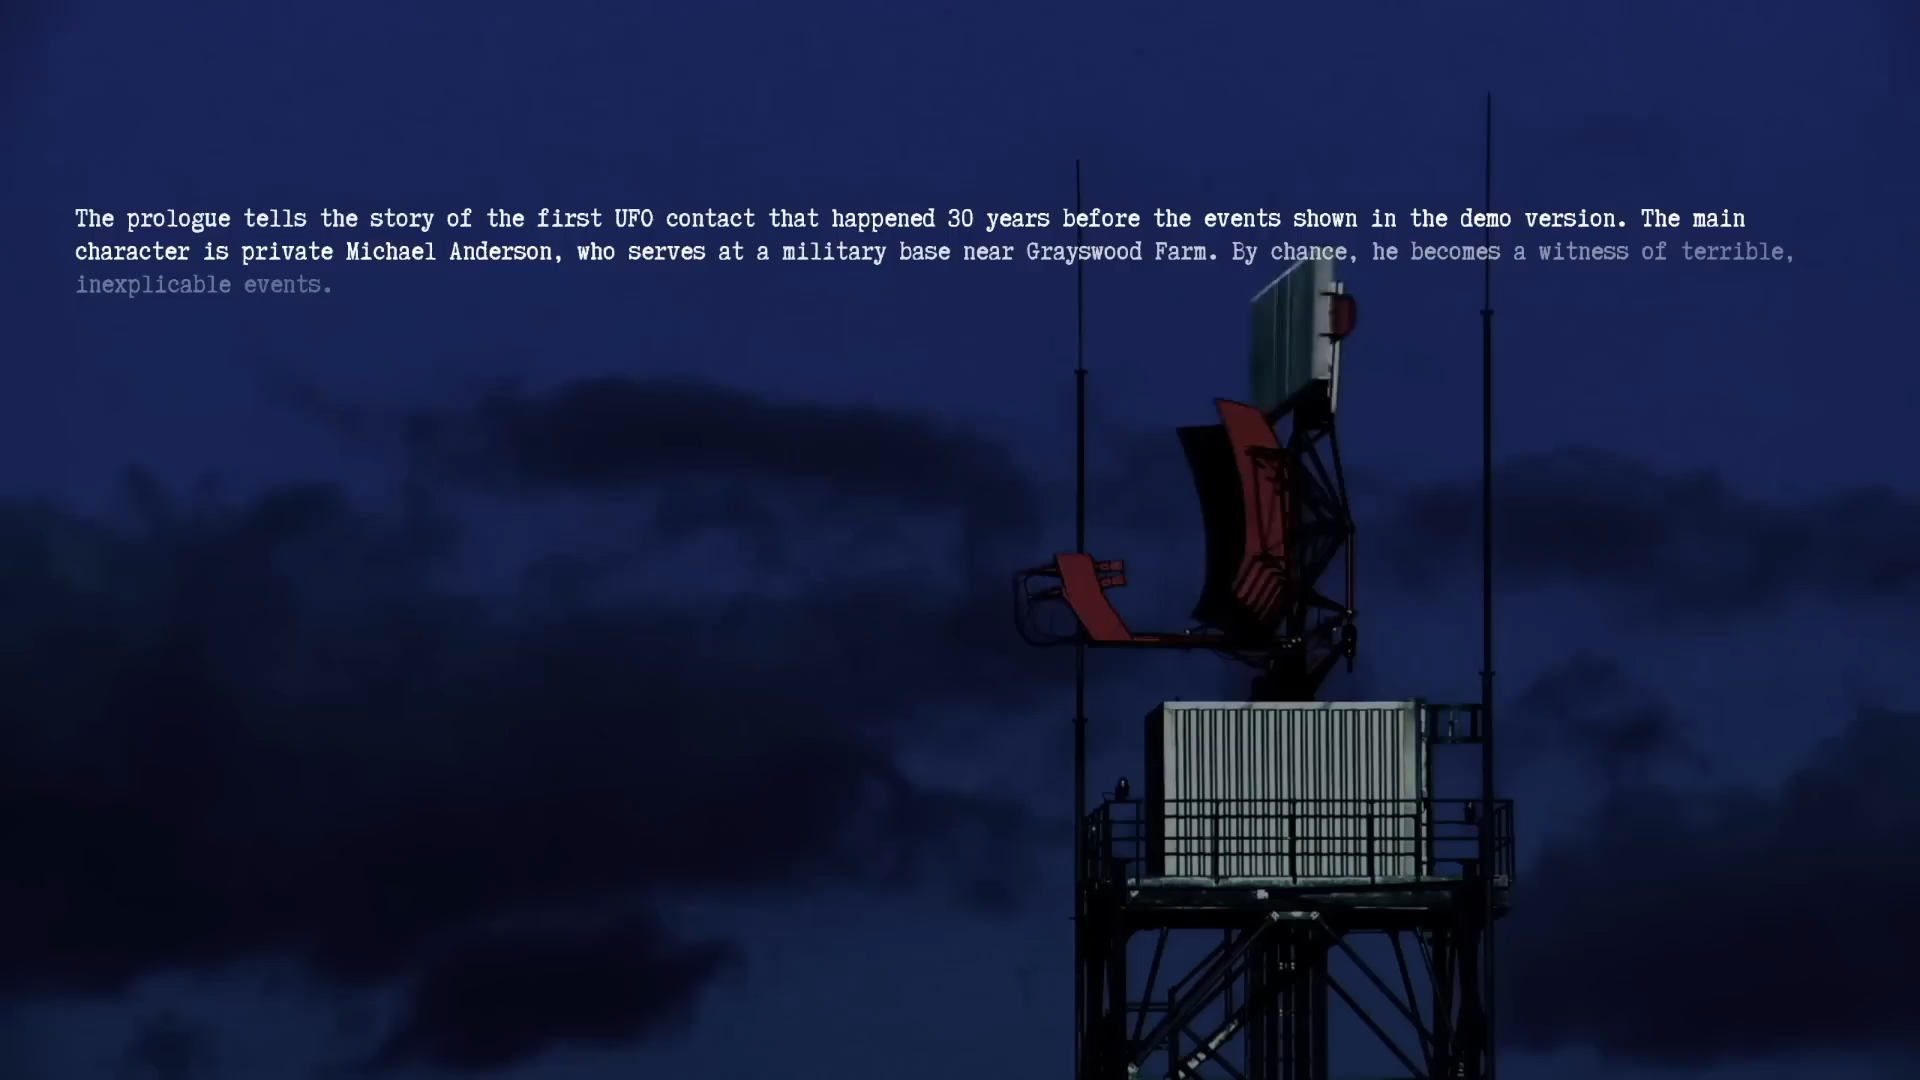 The prologue tells the story of the first UFO contact that happened 30 years before the events shown in the demo version. The main
character is private Michael Anderson, who serves at a military base near Grayswood Farm. By chance, he becomes a witness of terrible,
inexplicable events.